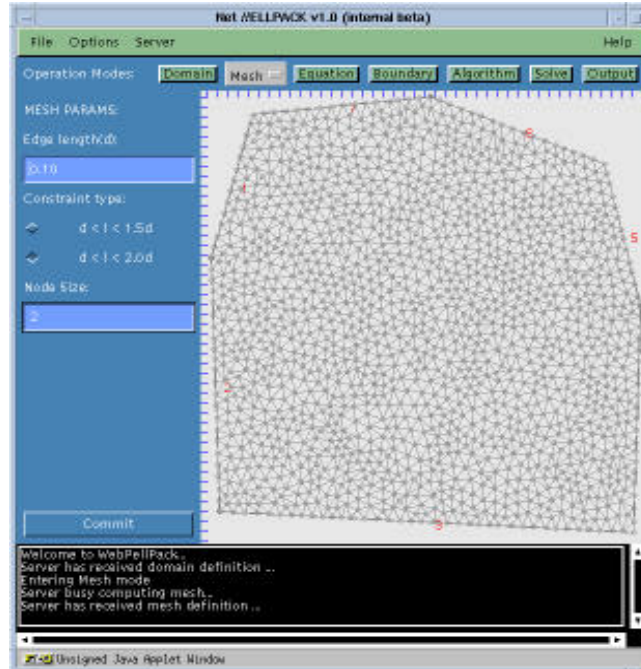 Net //ELLPACK v1.0 (internal beta)
File Options Server Help
Operation Modes: Domain Mesh Equation Boundary Algorithm Solve Output
MESH PARAMS:
Edge length(d):
0.10
Constraint type:
d < l < 1.5d
d < l < 2.0d
Node Size:
2
Commit
7
6
1
5
2
3
Welcome to WebPellPack..
Server has received domain definition ..
Entering Mesh mode
Server busy computing mesh..
Server has received mesh definition ..
Unsigned Java Applet Window